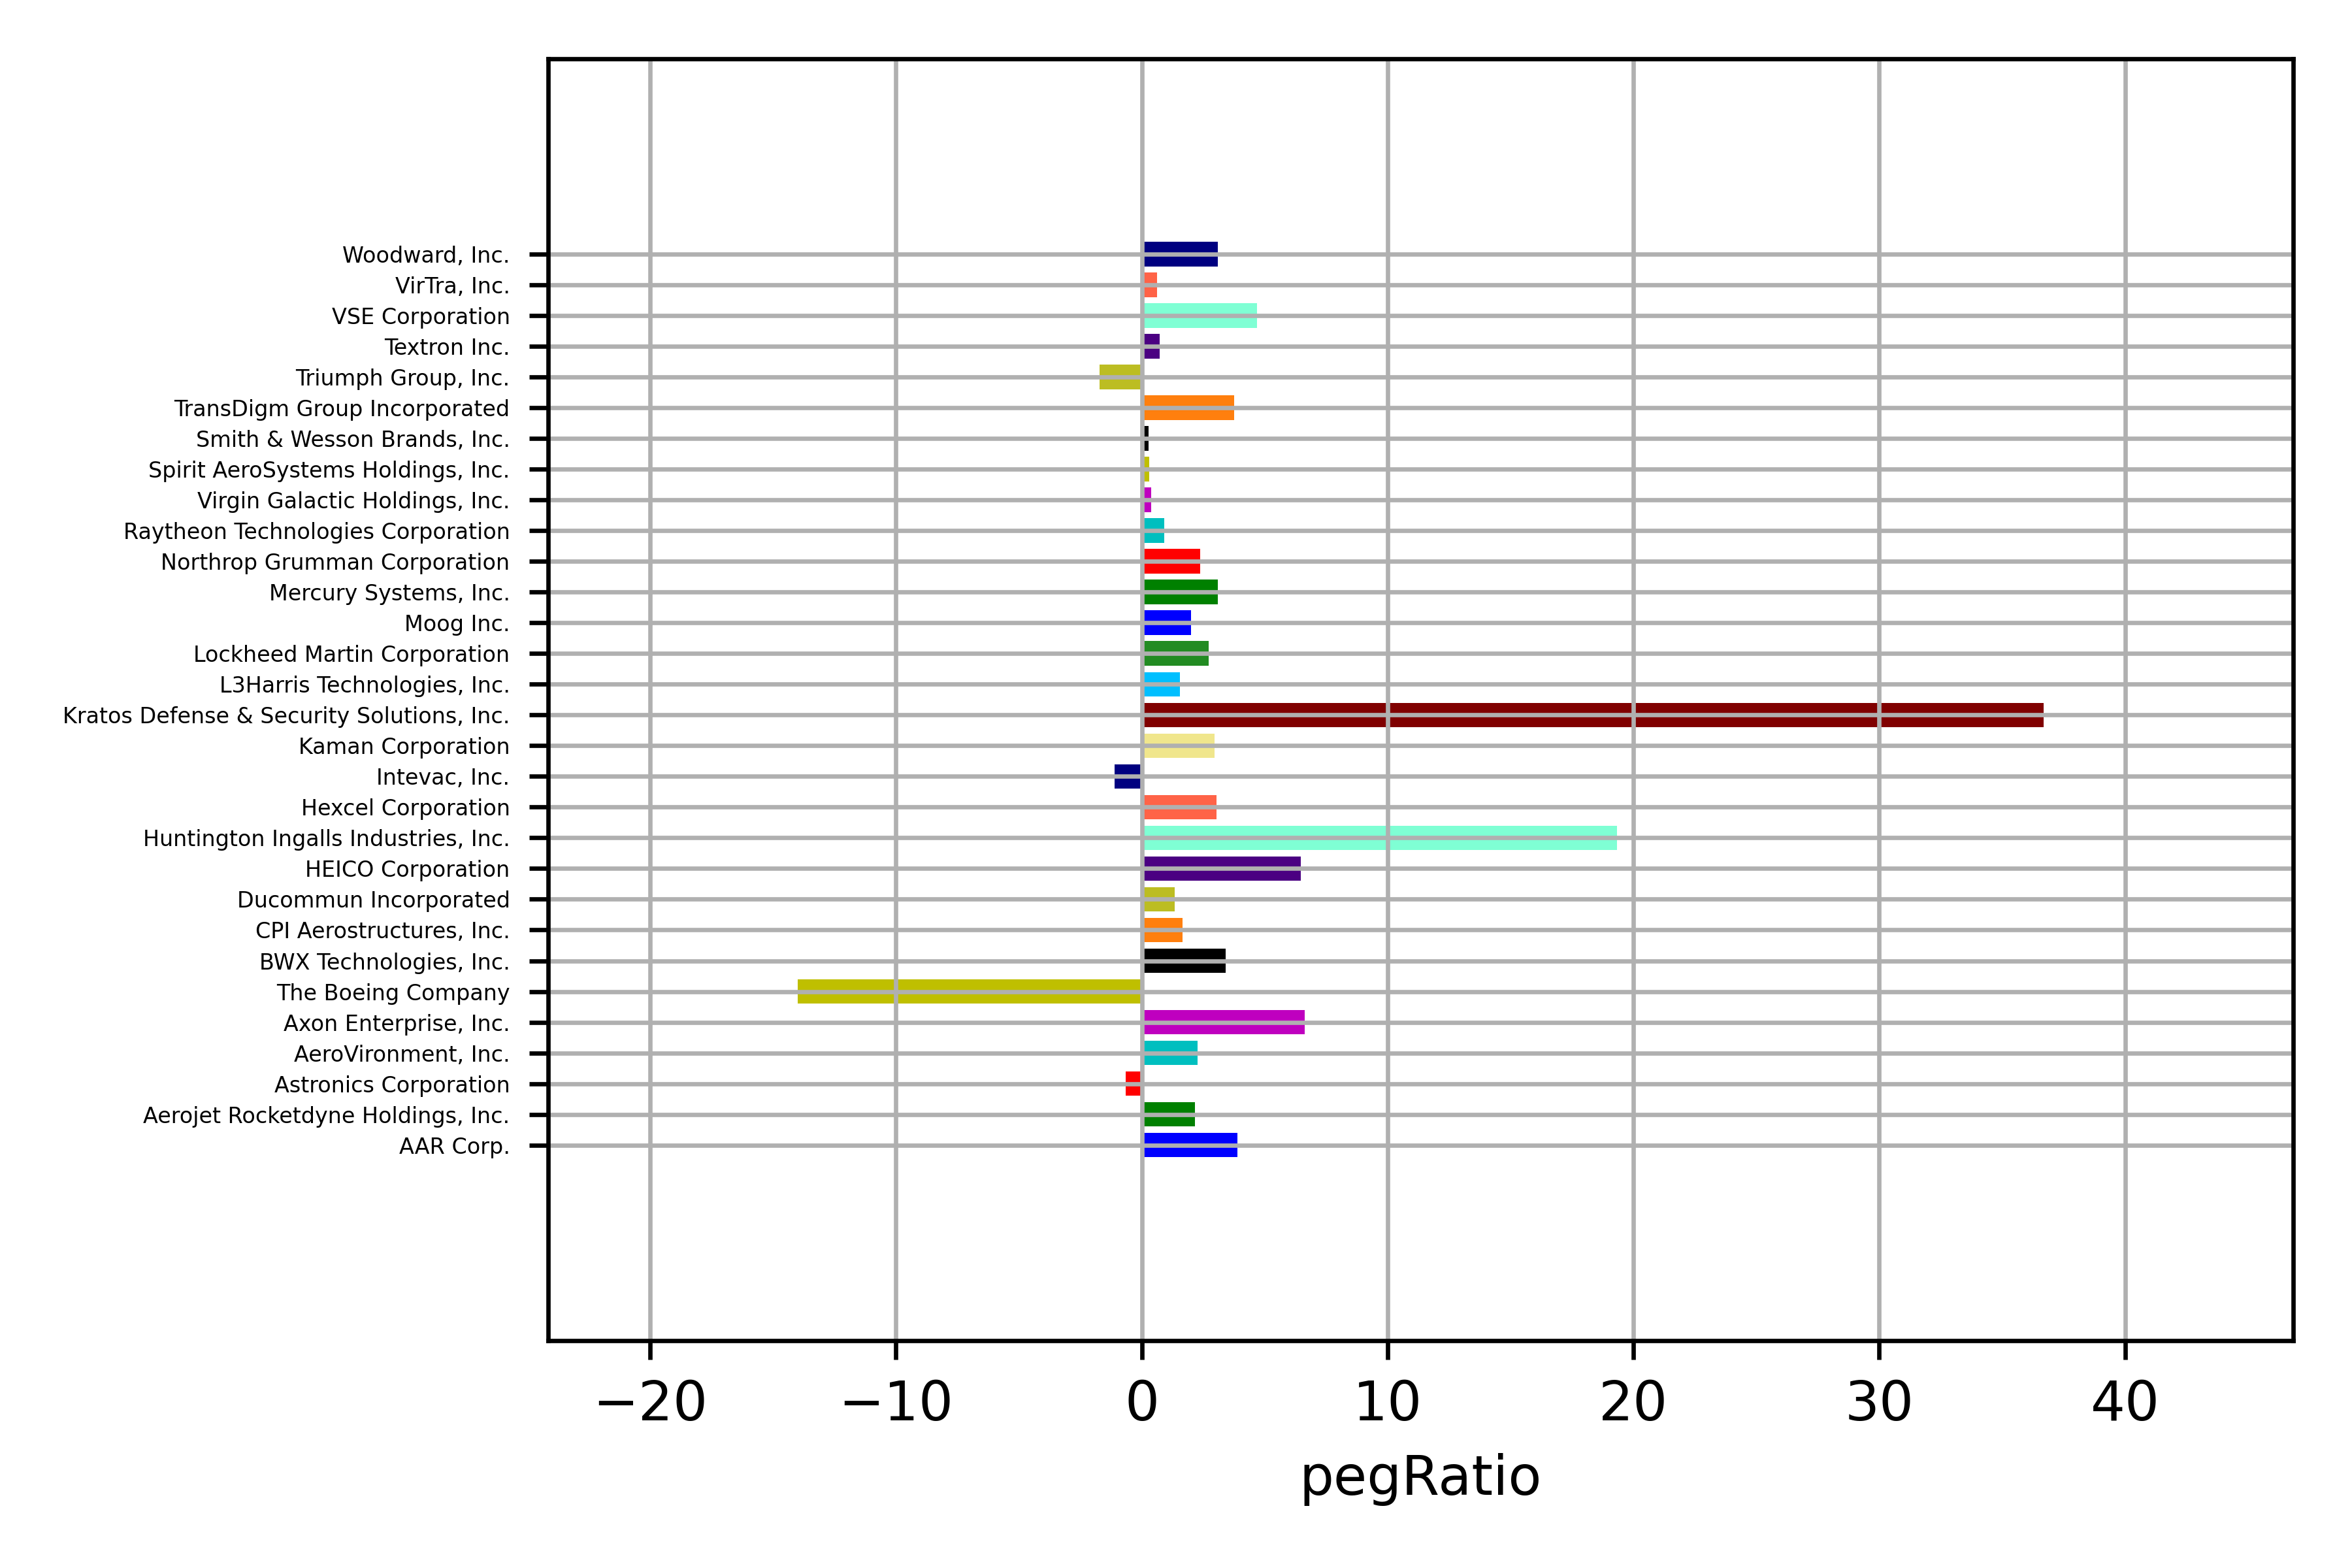 Woodward, Inc.
VirTra, Inc.
VSE Corporation
Textron Inc.
Triumph Group, Inc.
TransDigm Group Incorporated
Smith & Wesson Brands, Inc.
Spirit AeroSystems Holdings, Inc.
Virgin Galactic Holdings, Inc.
Raytheon Technologies Corporation
Northrop Grumman Corporation
Mercury Systems, Inc.
Moog Inc.
Lockheed Martin Corporation
L3Harris Technologies, Inc.
Kratos Defense & Security Solutions, Inc.
Kaman Corporation
Intevac, Inc.
Hexcel Corporation
Huntington Ingalls Industries, Inc.
HEICO Corporation
Ducommun Incorporated
CPI Aerostructures, Inc.
BWX Technologies, Inc.
The Boeing Company
Axon Enterprise, Inc.
AeroVironment, Inc.
Astronics Corporation
Aerojet Rocketdyne Holdings, Inc.
AAR Corp.
−20 −10 0 10 20 30 40
pegRatio